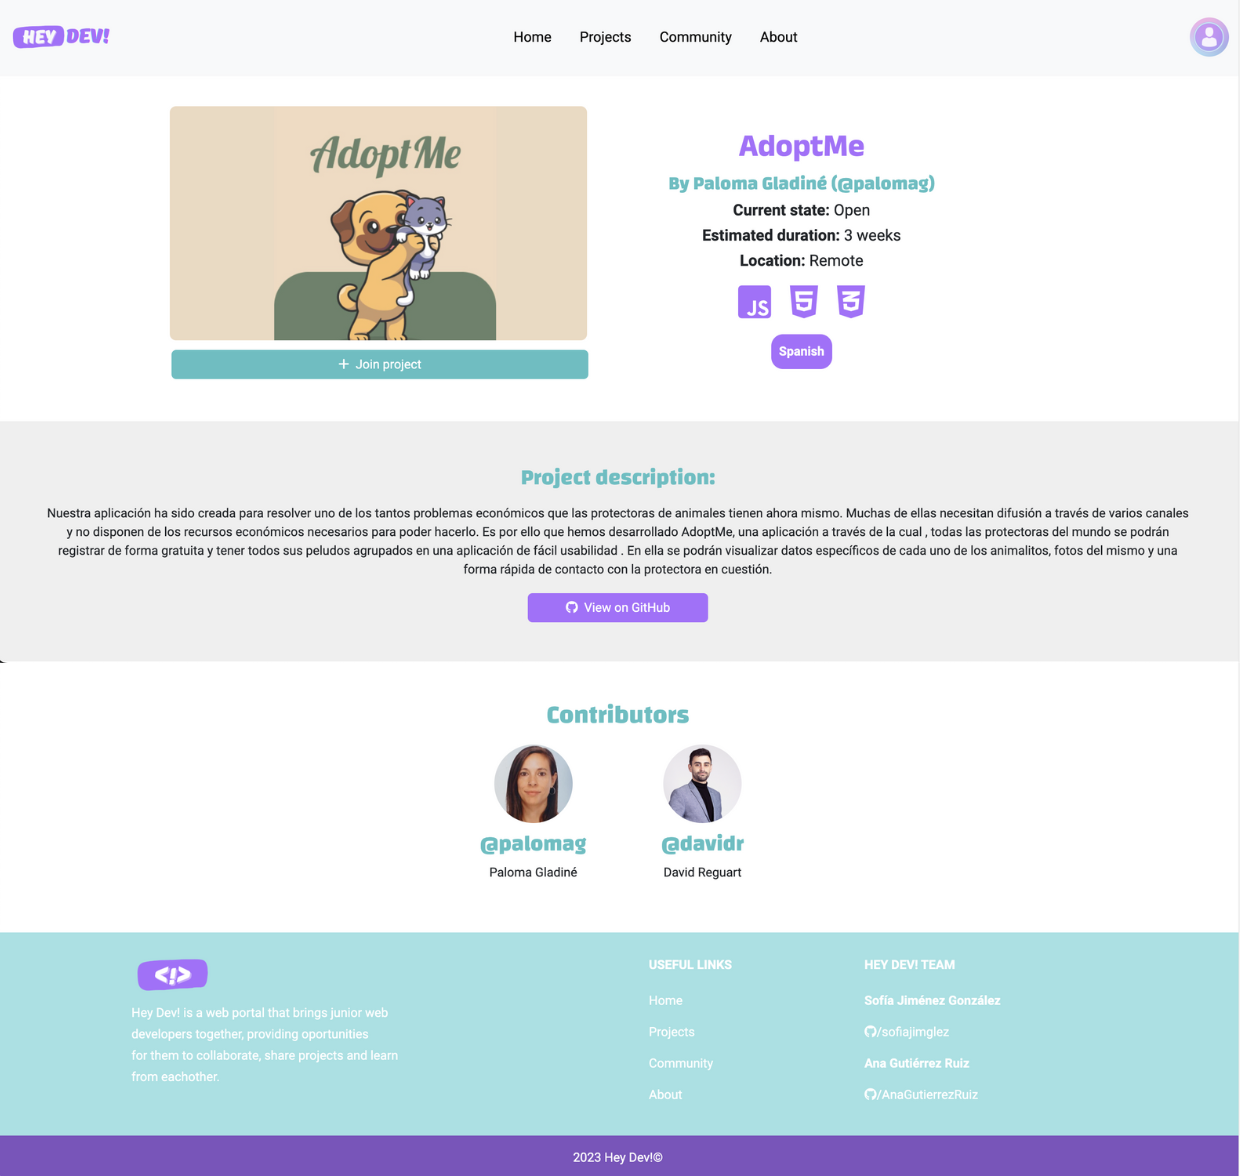 HEY DEV!
Home Projects Community About
AdoptMe
+ Join project
AdoptMe
By Paloma Gladiné (@palomag)
Current state: Open
Estimated duration: 3 weeks
Location: Remote
JS 5 3
Spanish
Project description:
Nuestra aplicación ha sido creada para resolver uno de los tantos problemas económicos que las protectoras de animales tienen ahora mismo. Muchas de ellas necesitan difusión a través de varios canales
y no disponen de los recursos económicos necesarios para poder hacerlo. Es por ello que hemos desarrollado AdoptMe, una aplicación a través de la cual , todas las protectoras del mundo se podrán
registrar de forma gratuita y tener todos sus peludos agrupados en una aplicación de fácil usabilidad . En ella se podrán visualizar datos específicos de cada uno de los animalitos, fotos del mismo y una
forma rápida de contacto con la protectora en cuestión.
View on GitHub
Contributors
@palomag
Paloma Gladiné
@davidr
David Reguart
<!>
Hey Dev! is a web portal that brings junior web
developers together, providing oportunities
for them to collaborate, share projects and learn
from eachother.
USEFUL LINKS
Home
Projects
Community
About
HEY DEV! TEAM
Sofía Jiménez González
/sofiajimglez
Ana Gutiérrez Ruiz
/AnaGutierrezRuiz
2023 Hey Dev!©